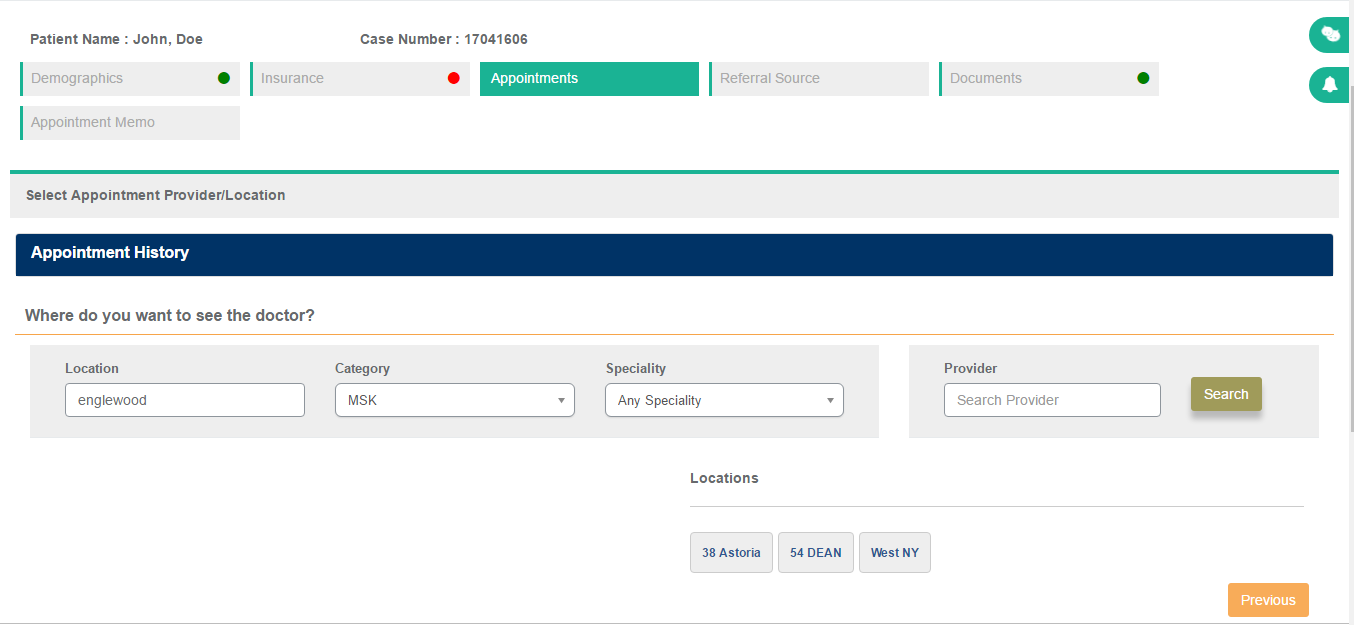 Patient Name : John, Doe Case Number : 17041606
Demographics Insurance Appointments Referral Source Documents
Appointment Memo
Select Appointment Provider/Location
Appointment History
Where do you want to see the doctor?
Location Category Speciality Provider
englewood MSK Any Speciality Search Provider Search
Locations
38 Astoria 54 DEAN West NY
Previous